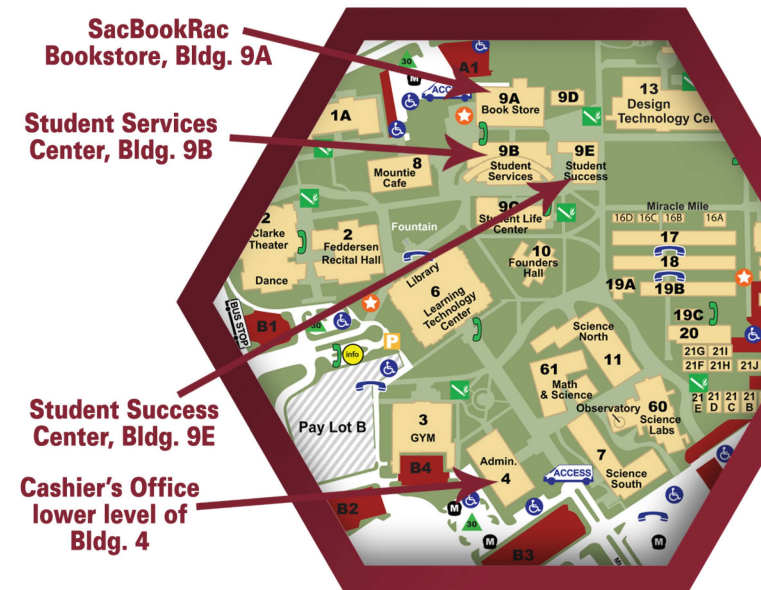 SacBookRac
Bookstore, Bldg. 9A
Student Services
Center, Bldg. 9B
Student Success
Center, Bldg. 9E
Cashier's Office
lower level of
Bldg. 4
30
A1
M
ACC
9A
Book Store
9D
13
Design
Technology Cen
1A
9B
Student
Services
9E
Student
Success
8
Mountie
Cafe
9C
Student Life
Center
Miracle Mile
16D 16C 16B 16A
17
18
19A
19B
19C
20
21G 21I
21F 21H 21J
21 E
21 D
21 C
21 B
Fountain
2
Clarke
Theater
Dance
2
Feddersen
Recital Hall
10
Founders
Hall
Library
6
Learning
Technology
Center
BUS STOP
B1
30
info
P
Pay Lot B
Science
North
11
61
Math
& Science
Observatory
60
Science
Labs
3
GYM
B4
Admin.
4
ACCESS
7
Science
South
B2
M
30
M
B3
M